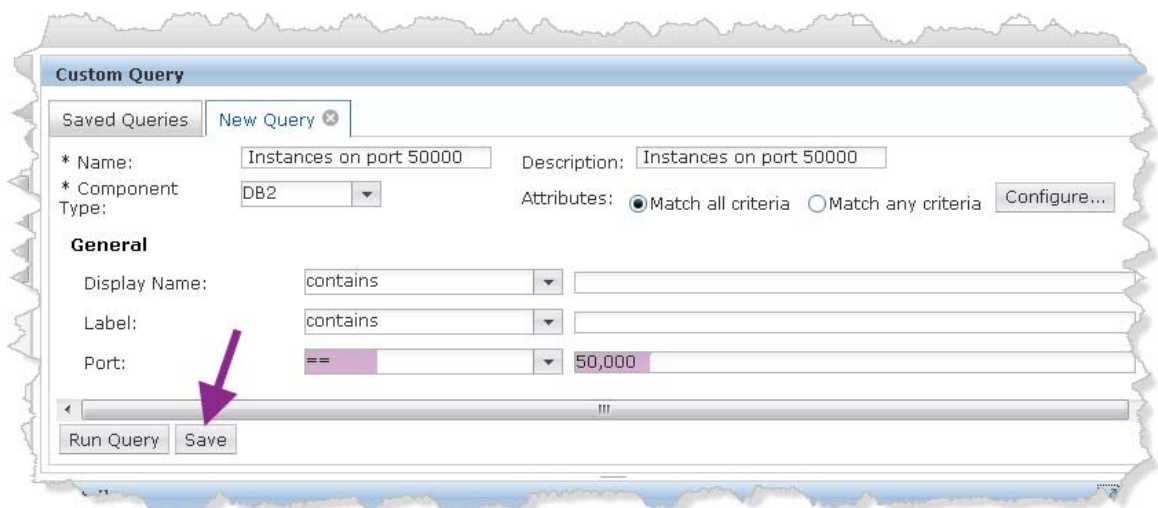 Custom Query
Saved Queries New Query
* Name: Instances on port 50000 Description: Instances on port 50000
* Component Type: DB2 Attributes: Match all criteria Match any criteria Configure...
General
Display Name: contains
Label: contains
Port: == 50,000
Run Query Save